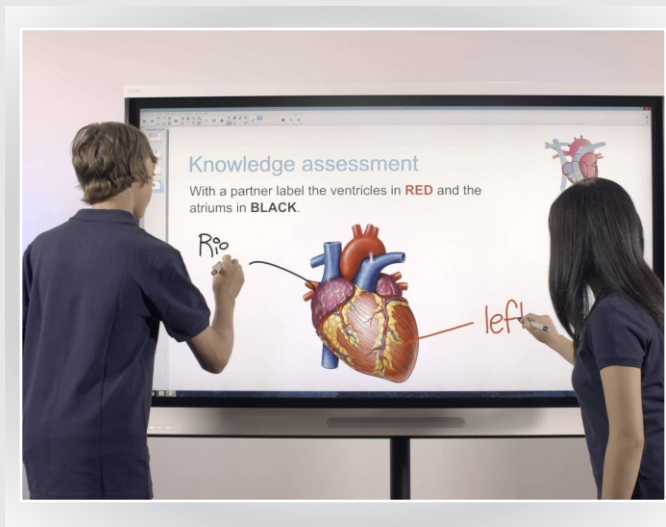 Knowledge assessment
With a partner label the ventricles in RED and the
atriums in BLACK.
Rio
left